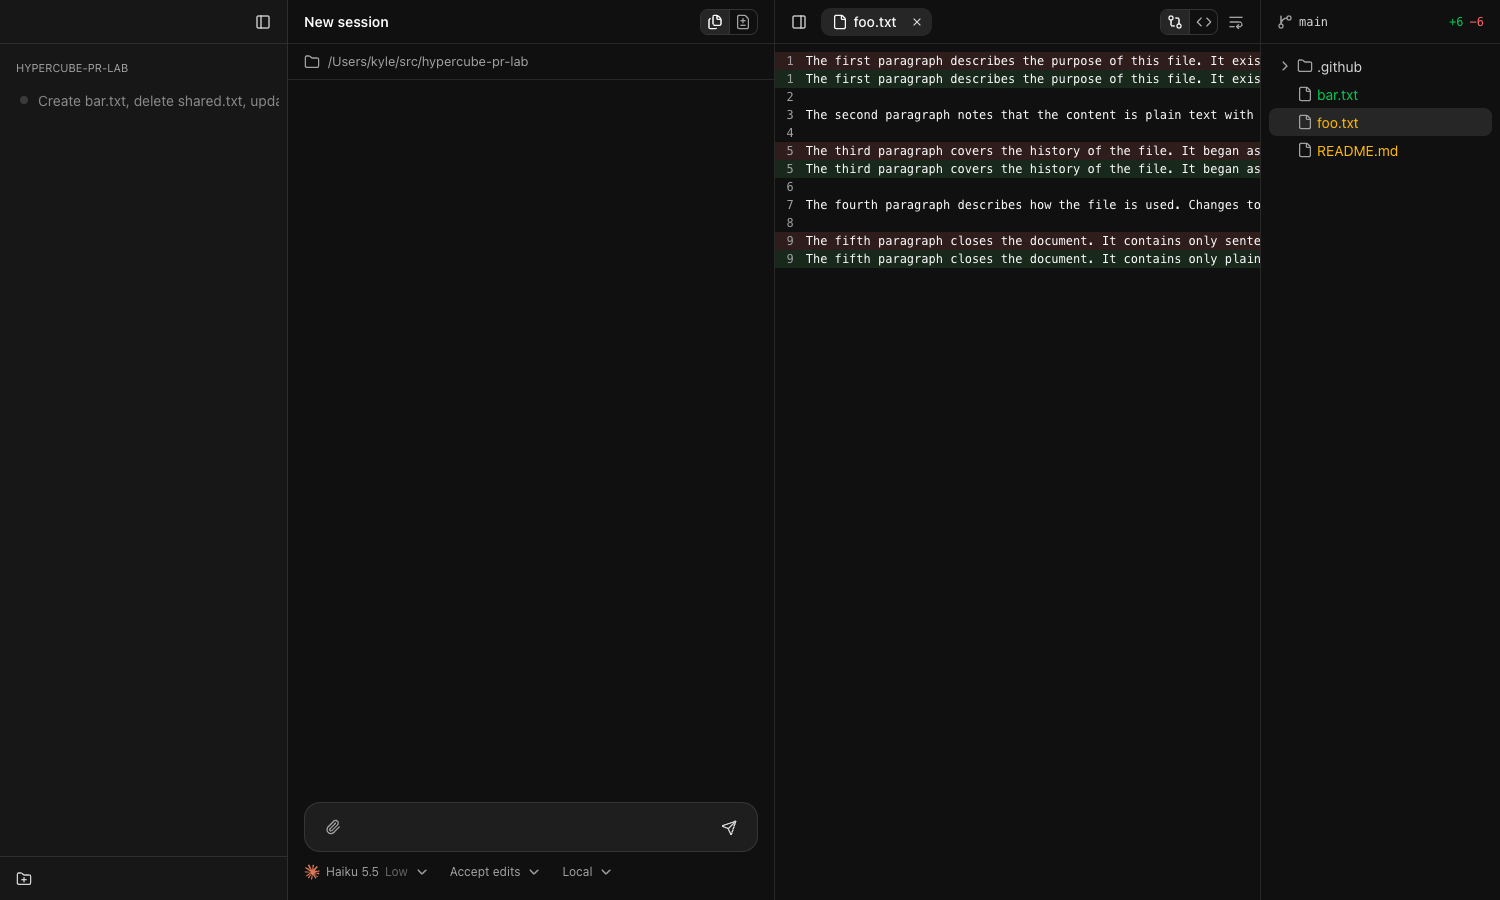 HYPERCUBE-PR-LAB
Create bar.txt, delete shared.txt, upda
New session
/Users/kyle/src/hypercube-pr-lab
Haiku 5.5 Low
Accept edits
Local
foo.txt
1 The first paragraph describes the purpose of this file. It exis
1 The first paragraph describes the purpose of this file. It exis
2
3 The second paragraph notes that the content is plain text with
4
5 The third paragraph covers the history of the file. It began as
5 The third paragraph covers the history of the file. It began as
6
7 The fourth paragraph describes how the file is used. Changes to
8
9 The fifth paragraph closes the document. It contains only sente
9 The fifth paragraph closes the document. It contains only plain
main
+6 −6
.github
bar.txt
foo.txt
README.md